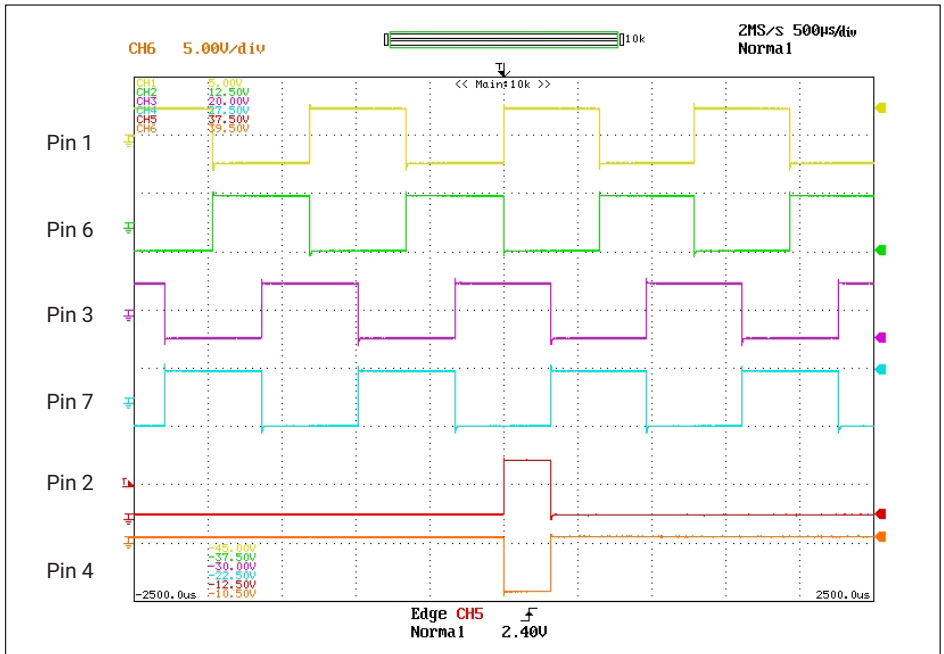 CH6 5.00V/div
10k
2MS/s 500µs/div
Normal
T
<< Main:10k >>
CH1 5.00V
CH2 12.50V
CH3 20.00V
CH4 27.50V
CH5 37.50V
CH6 39.50V
Pin 1
Pin 6
Pin 3
Pin 7
Pin 2
T
Pin 4
-45.00V
-37.50V
-30.00V
-22.50V
-12.50V
-10.50V
-2500.0us
2500.0us
Edge CH5
Normal 2.40V